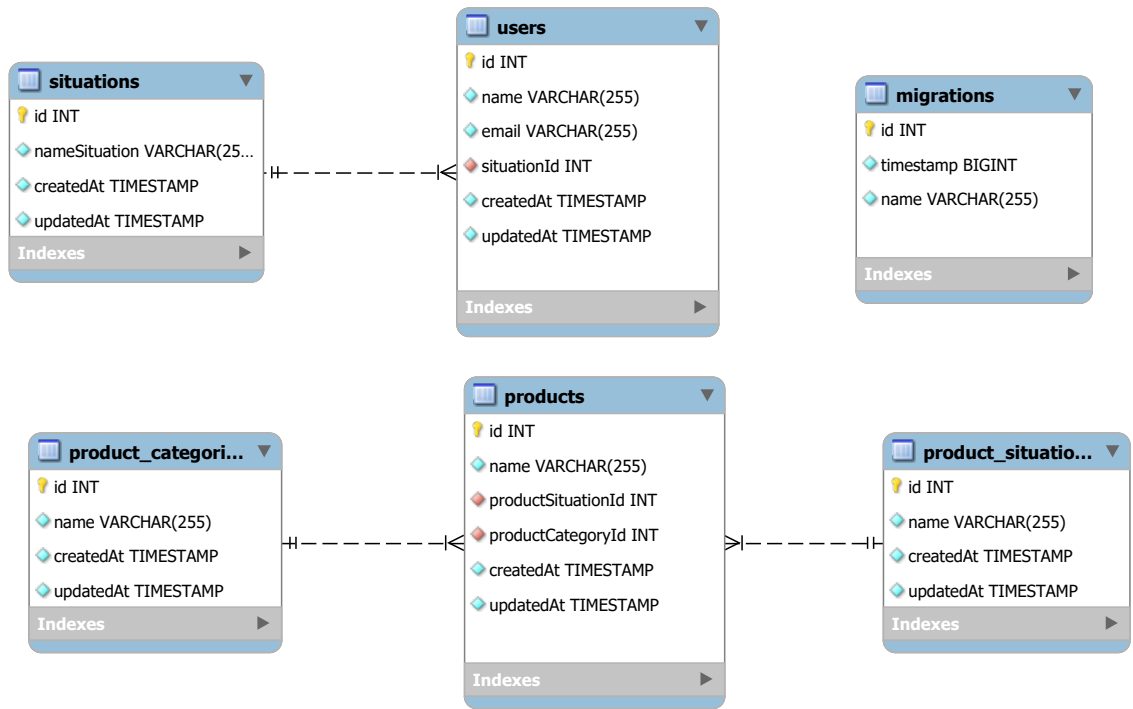 situations
id INT
nameSituation VARCHAR(25...
createdAt TIMESTAMP
updatedAt TIMESTAMP
Indexes
users
id INT
name VARCHAR(255)
email VARCHAR(255)
situationId INT
createdAt TIMESTAMP
updatedAt TIMESTAMP
Indexes
migrations
id INT
timestamp BIGINT
name VARCHAR(255)
Indexes
product_categori...
id INT
name VARCHAR(255)
createdAt TIMESTAMP
updatedAt TIMESTAMP
Indexes
products
id INT
name VARCHAR(255)
productSituationId INT
productCategoryId INT
createdAt TIMESTAMP
updatedAt TIMESTAMP
Indexes
product_situatio...
id INT
name VARCHAR(255)
createdAt TIMESTAMP
updatedAt TIMESTAMP
Indexes